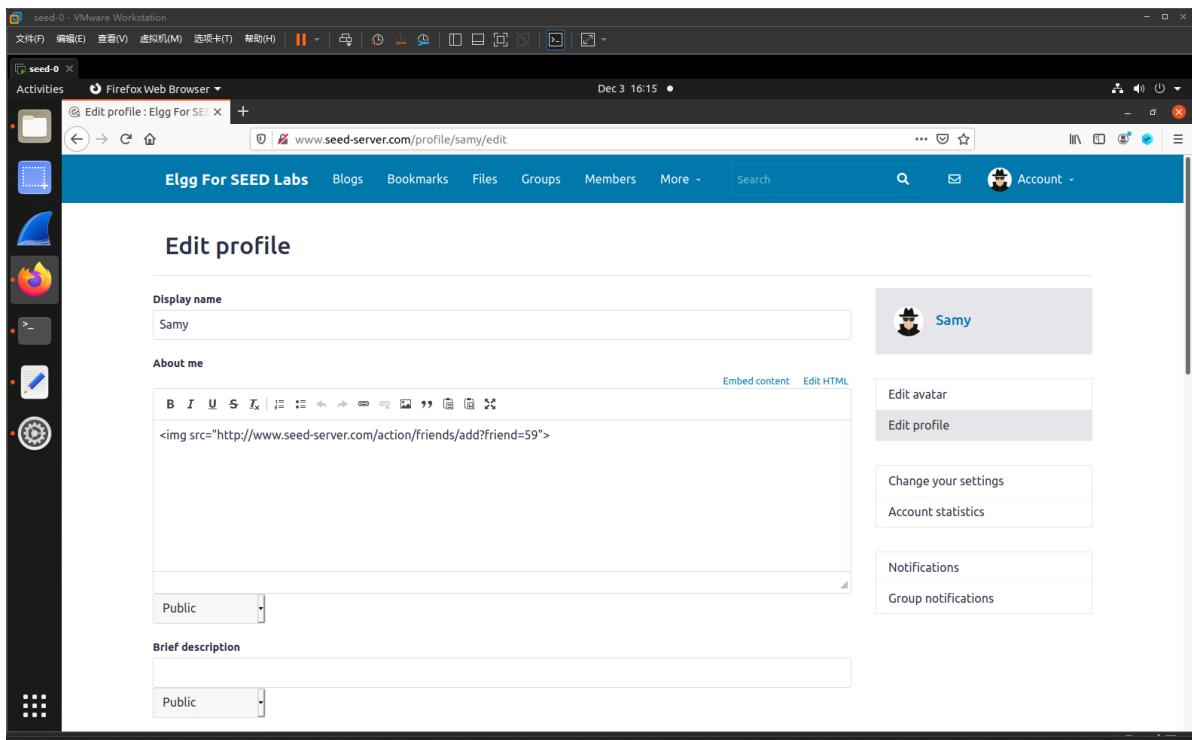 seed-0 - VMware Workstation
文件(F) 编辑(E) 查看(V) 虚拟机(M) 选项卡(T) 帮助(H)
seed-0
Activities Firefox Web Browser Dec 3 16:15
Edit profile : Elgg For SEE
www.seed-server.com/profile/samy/edit
Elgg For SEED Labs Blogs Bookmarks Files Groups Members More Search Account
Edit profile
Display name
Samy
Samy
About me
Embed content Edit HTML
Edit avatar
B I U S Ix
Edit profile
<img src="http://www.seed-server.com/action/friends/add?friend=59">
Change your settings
Account statistics
Notifications
Group notifications
Public
Brief description
Public